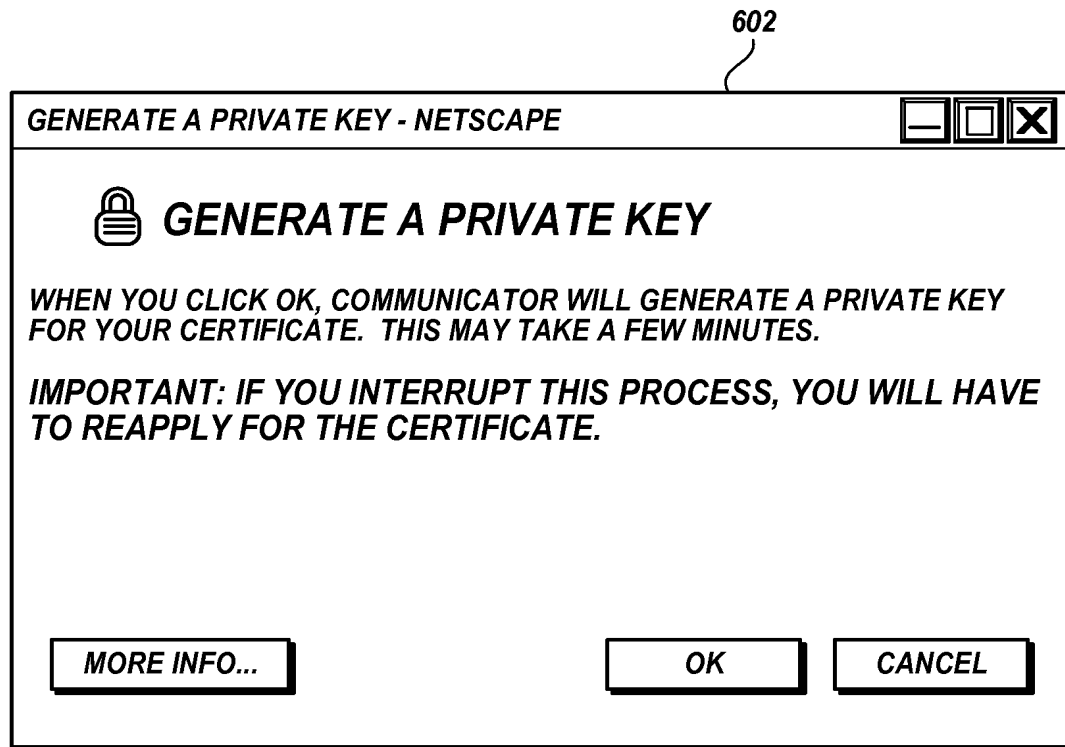 602
GENERATE A PRIVATE KEY - NETSCAPE
GENERATE A PRIVATE KEY
WHEN YOU CLICK OK, COMMUNICATOR WILL GENERATE A PRIVATE KEY
FOR YOUR CERTIFICATE. THIS MAY TAKE A FEW MINUTES.
IMPORTANT: IF YOU INTERRUPT THIS PROCESS, YOU WILL HAVE
TO REAPPLY FOR THE CERTIFICATE.
MORE INFO... OK CANCEL